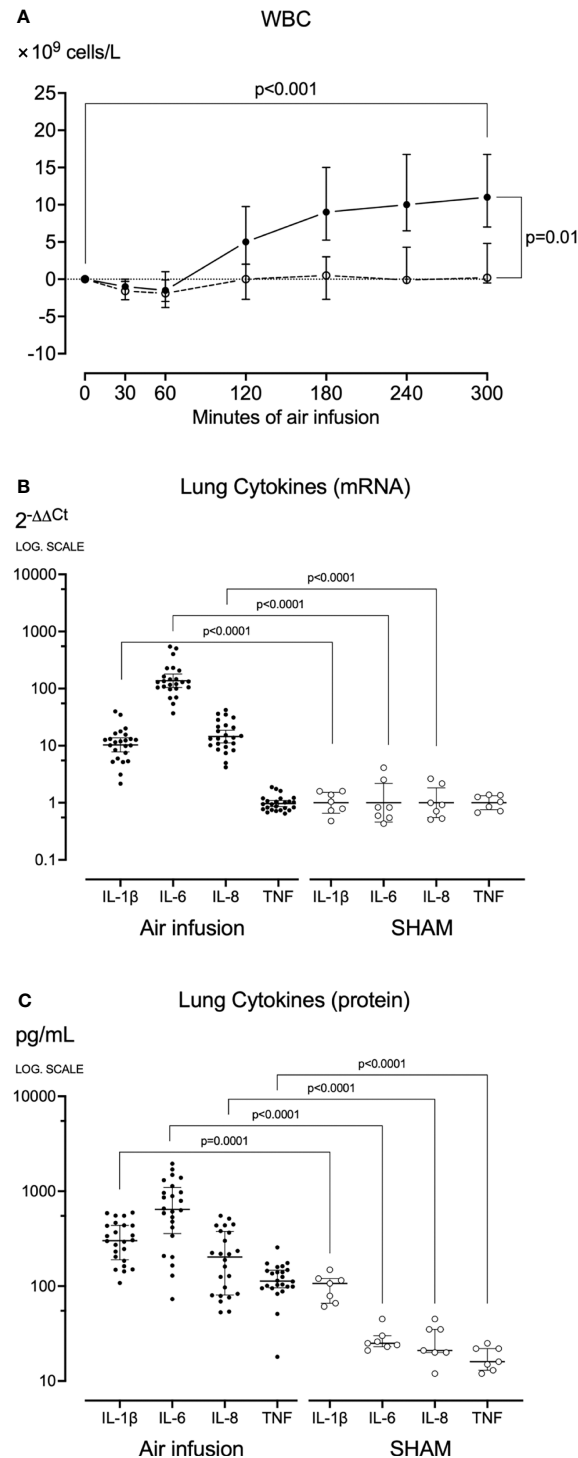 A
WBC
× 10⁹ cells/L
p<0.001
25
20
15
10
5
0
-5
-10
p=0.01
0 30 60 120 180 240 300
Minutes of air infusion
B
Lung Cytokines (mRNA)
2⁻ΔΔCt
LOG. SCALE
p<0.0001
p<0.0001
p<0.0001
10000
1000
100
10
1
0.1
IL-1β IL-6 IL-8 TNF IL-1β IL-6 IL-8 TNF
Air infusion SHAM
C
Lung Cytokines (protein)
pg/mL
LOG. SCALE
p<0.0001
p<0.0001
p<0.0001
p=0.0001
10000
1000
100
10
IL-1β IL-6 IL-8 TNF IL-1β IL-6 IL-8 TNF
Air infusion SHAM